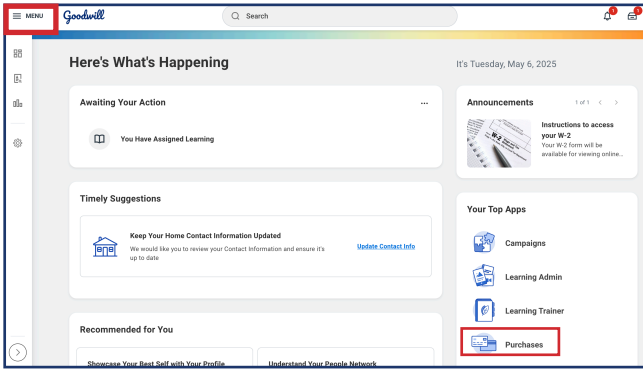 MENU
Goodwill
Search
1
1
Here's What's Happening
It's Tuesday, May 6, 2025
Awaiting Your Action
...
You Have Assigned Learning
Announcements
1 of 1
W-2
Instructions to access
your W-2
Your W-2 form will be
available for viewing online...
Timely Suggestions
Keep Your Home Contact Information Updated
We would like you to review your Contact Information and ensure it's
up to date
Update Contact Info
Your Top Apps
Campaigns
Learning Admin
Learning Trainer
Purchases
Recommended for You
Showcase Your Best Self with Your Profile
Understand Your People Network